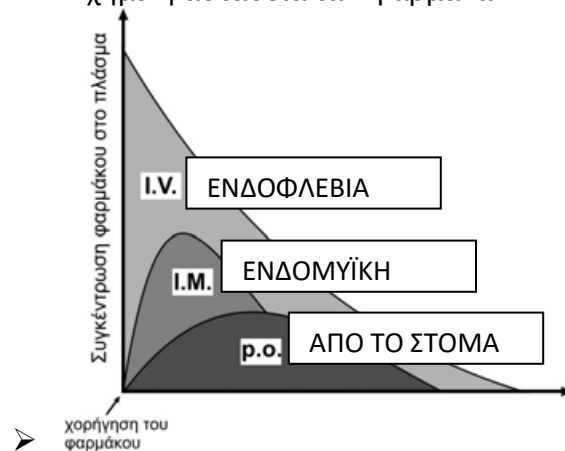 Συγκέντρωση φαρμάκου στο πλάσμα
I.V.
ΕΝΔΟΦΛΕΒΙΑ
I.M.
ΕΝΔΟΜΥΪΚΗ
p.o.
ΑΠΟ ΤΟ ΣΤΟΜΑ
χορήγηση του
φαρμάκου